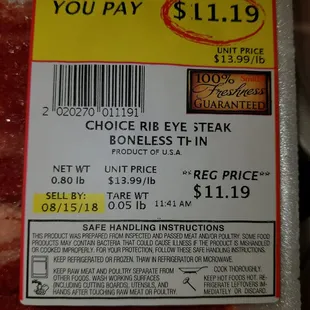 YOU PAY $11.19
UNIT PRICE
$13.99/lb
100%
Freshness
GUARANTEED
2 020270 011191
CHOICE RIB EYE STEAK
BONELESS THIN
PRODUCT OF U.S.A.
NET WT UNIT PRICE **REG PRICE**
0.80 lb $13.99/lb $11.19
SELL BY: TARE WT
08/15/18 0.05 lb 11:41 AM
SAFE HANDLING INSTRUCTIONS
THIS PRODUCT WAS PREPARED FROM INSPECTED AND PASSED MEAT AND/OR POULTRY. SOME FOOD
PRODUCTS MAY CONTAIN BACTERIA THAT COULD CAUSE ILLNESS IF THE PRODUCT IS MISHANDLED
OR COOKED IMPROPERLY. FOR YOUR PROTECTION, FOLLOW THESE SAFE HANDLING INSTRUCTIONS.
KEEP REFRIGERATED OR FROZEN. THAW IN REFRIGERATOR OR MICROWAVE.
KEEP RAW MEAT AND POULTRY SEPARATE FROM
OTHER FOODS. WASH WORKING SURFACES
(INCLUDING CUTTING BOARDS, UTENSILS, AND
HANDS AFTER TOUCHING RAW MEAT OR POULTRY.
COOK THOROUGHLY.
KEEP HOT FOODS HOT. RE-
FRIGERATE LEFTOVERS IM-
MEDIATELY OR DISCARD.